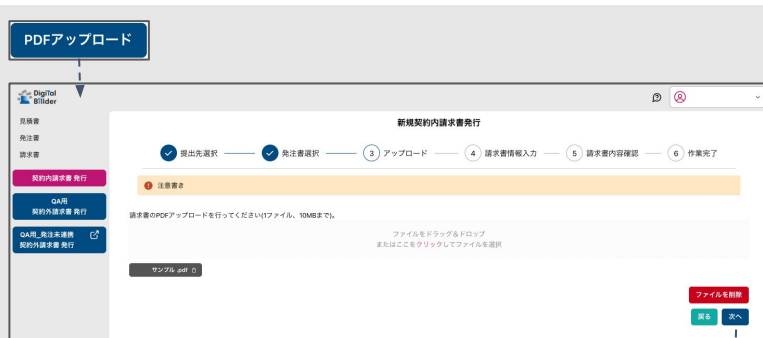 PDFアップロード
Digital
Billder
見積書
発注書
請求書
契約内請求書 発行
QA用
契約外請求書 発行
QA用_発注未連携
契約外請求書 発行
新規契約内請求書発行
提出先選択
発注書選択
3 アップロード
4 請求書情報入力
5 請求書内容確認
6 作業完了
注意書き
請求書のPDFアップロードを行ってください(1ファイル、10MBまで)。
ファイルをドラッグ&ドロップ
またはここをクリックしてファイルを選択
サンプル .pdf
ファイルを削除
戻る
次へ